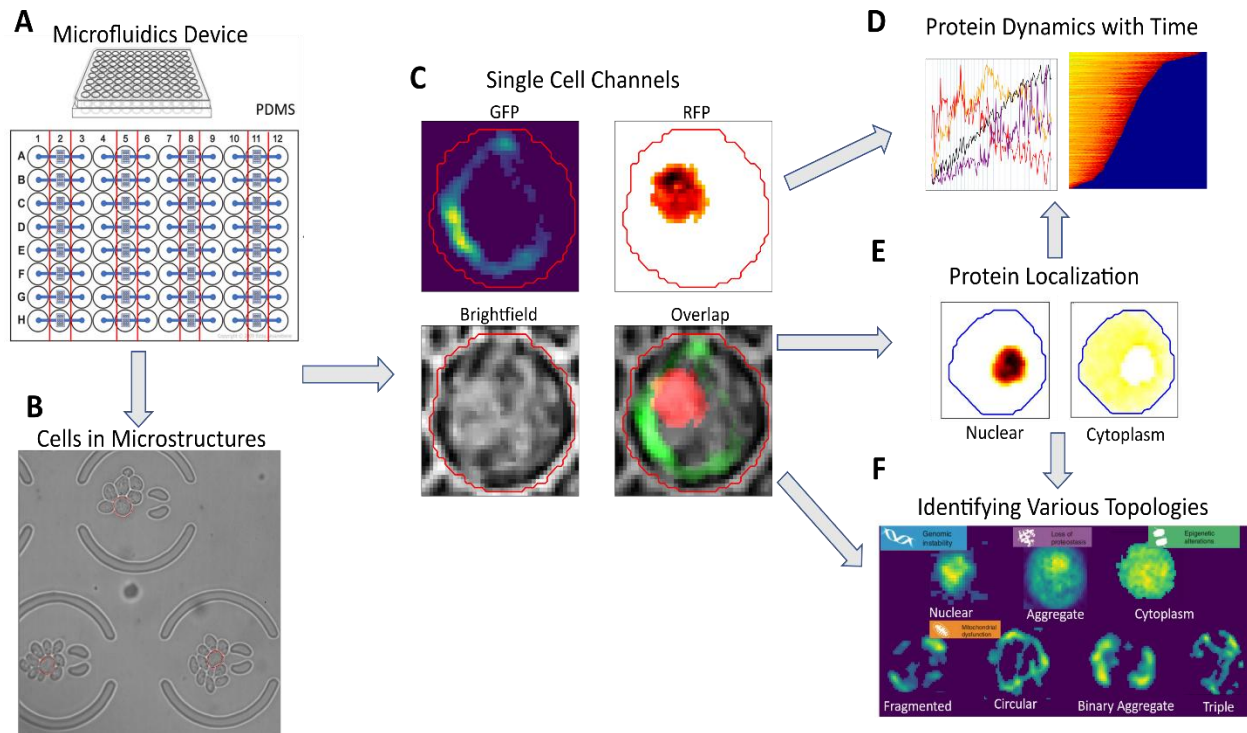 A
Microfluidics Device
PDMS
1 2 3 4 5 6 7 8 9 10 11 12
A
B
C
D
E
F
G
H
B
Cells in Microstructures
C
Single Cell Channels
GFP
RFP
Brightfield
Overlap
D
Protein Dynamics with Time
E
Protein Localization
Nuclear
Cytoplasm
F
Identifying Various Topologies
Genomic
instability
Loss of
proteostasis
Epigenetic
alterations
Nuclear
Aggregate
Cytoplasm
Mitochondrial
dysfunction
Fragmented
Circular
Binary Aggregate
Triple